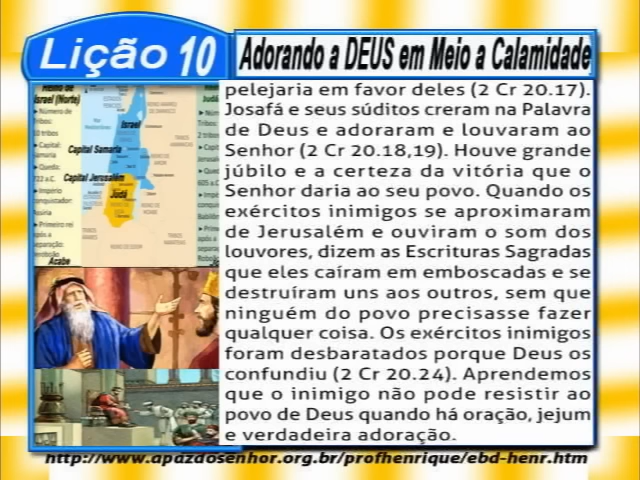 Lição 10
Adorando a DEUS em Meio a Calamidade
pelejaria em favor deles (2 Cr 20.17).
Josafá e seus súditos creram na Palavra
de Deus e adoraram e louvaram ao
Senhor (2 Cr 20.18,19). Houve grande
júbilo e a certeza da vitória que o
Senhor daria ao seu povo. Quando os
exércitos inimigos se aproximaram
de Jerusalém e ouviram o som dos
louvores, dizem as Escrituras Sagradas
que eles caíram em emboscadas e se
destruíram uns aos outros, sem que
ninguém do povo precisasse fazer
qualquer coisa. Os exércitos inimigos
foram desbaratados porque Deus os
confundiu (2 Cr 20.24). Aprendemos
que o inimigo não pode resistir ao
povo de Deus quando há oração, jejum
e verdadeira adoração.
Israel (Norte)
Israel
Capital Samaria
Capital Jerusalém
Judá
Acabe
http://www.apazdosenhor.org.br/profhenrique/ebd-henr.htm